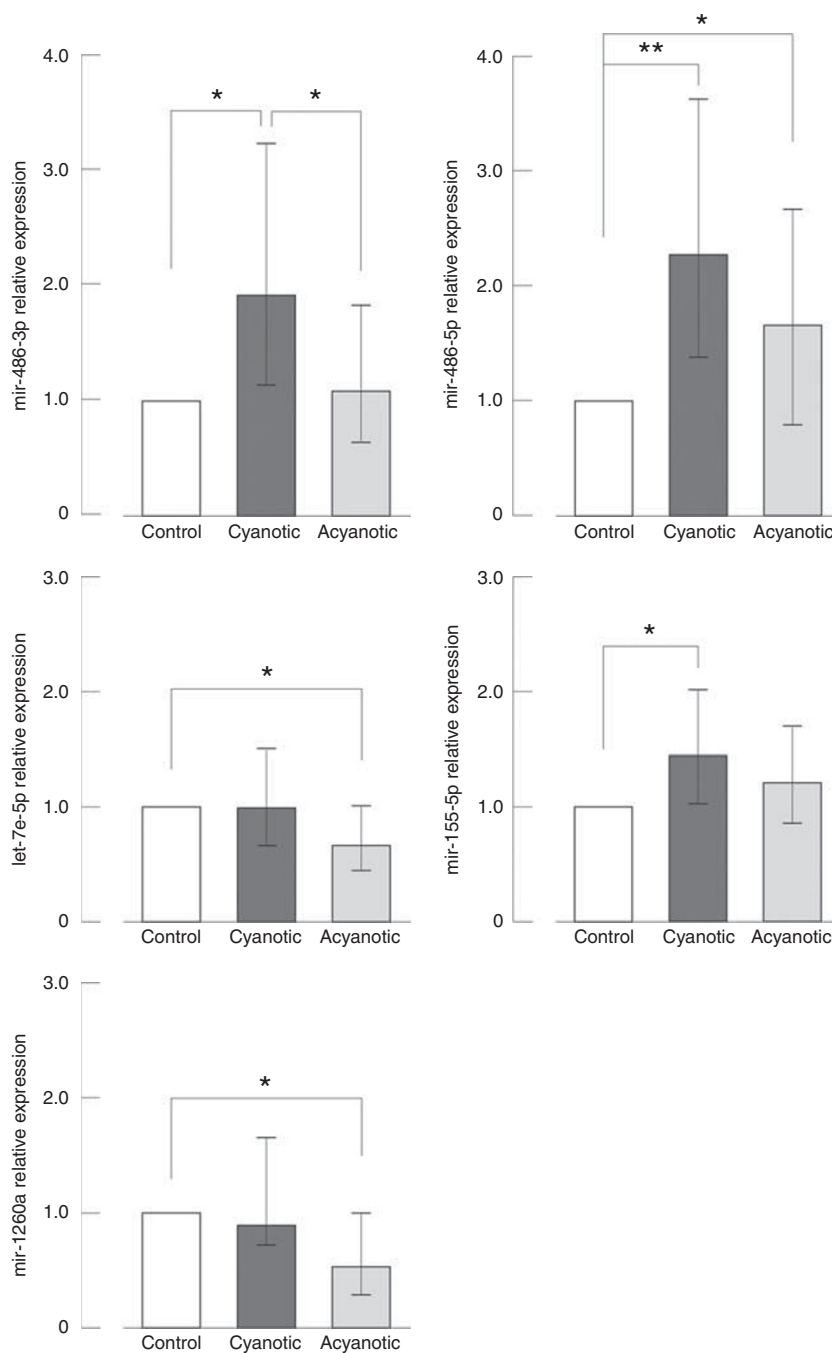 mir-486-3p relative expression
4.0
3.0
2.0
1.0
0
* *
Control Cyanotic Acyanotic
mir-486-5p relative expression
4.0
3.0
2.0
1.0
0
*
**
Control Cyanotic Acyanotic
let-7e-5p relative expression
3.0
2.0
1.0
0
*
Control Cyanotic Acyanotic
mir-155-5p relative expression
3.0
2.0
1.0
0
*
Control Cyanotic Acyanotic
mir-1260a relative expression
3.0
2.0
1.0
0
*
Control Cyanotic Acyanotic